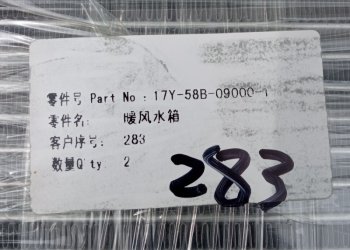 零件号 Part No : 17Y-58B-09000-1
零件名: 暖风水箱
客户序号: 283
数量Q'ty: 2
283